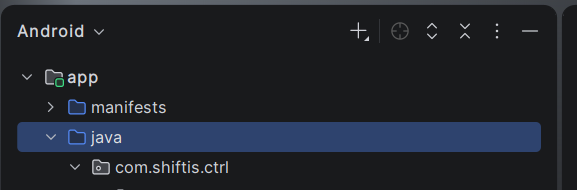 Android
app
manifests
java
com.shiftis.ctrl